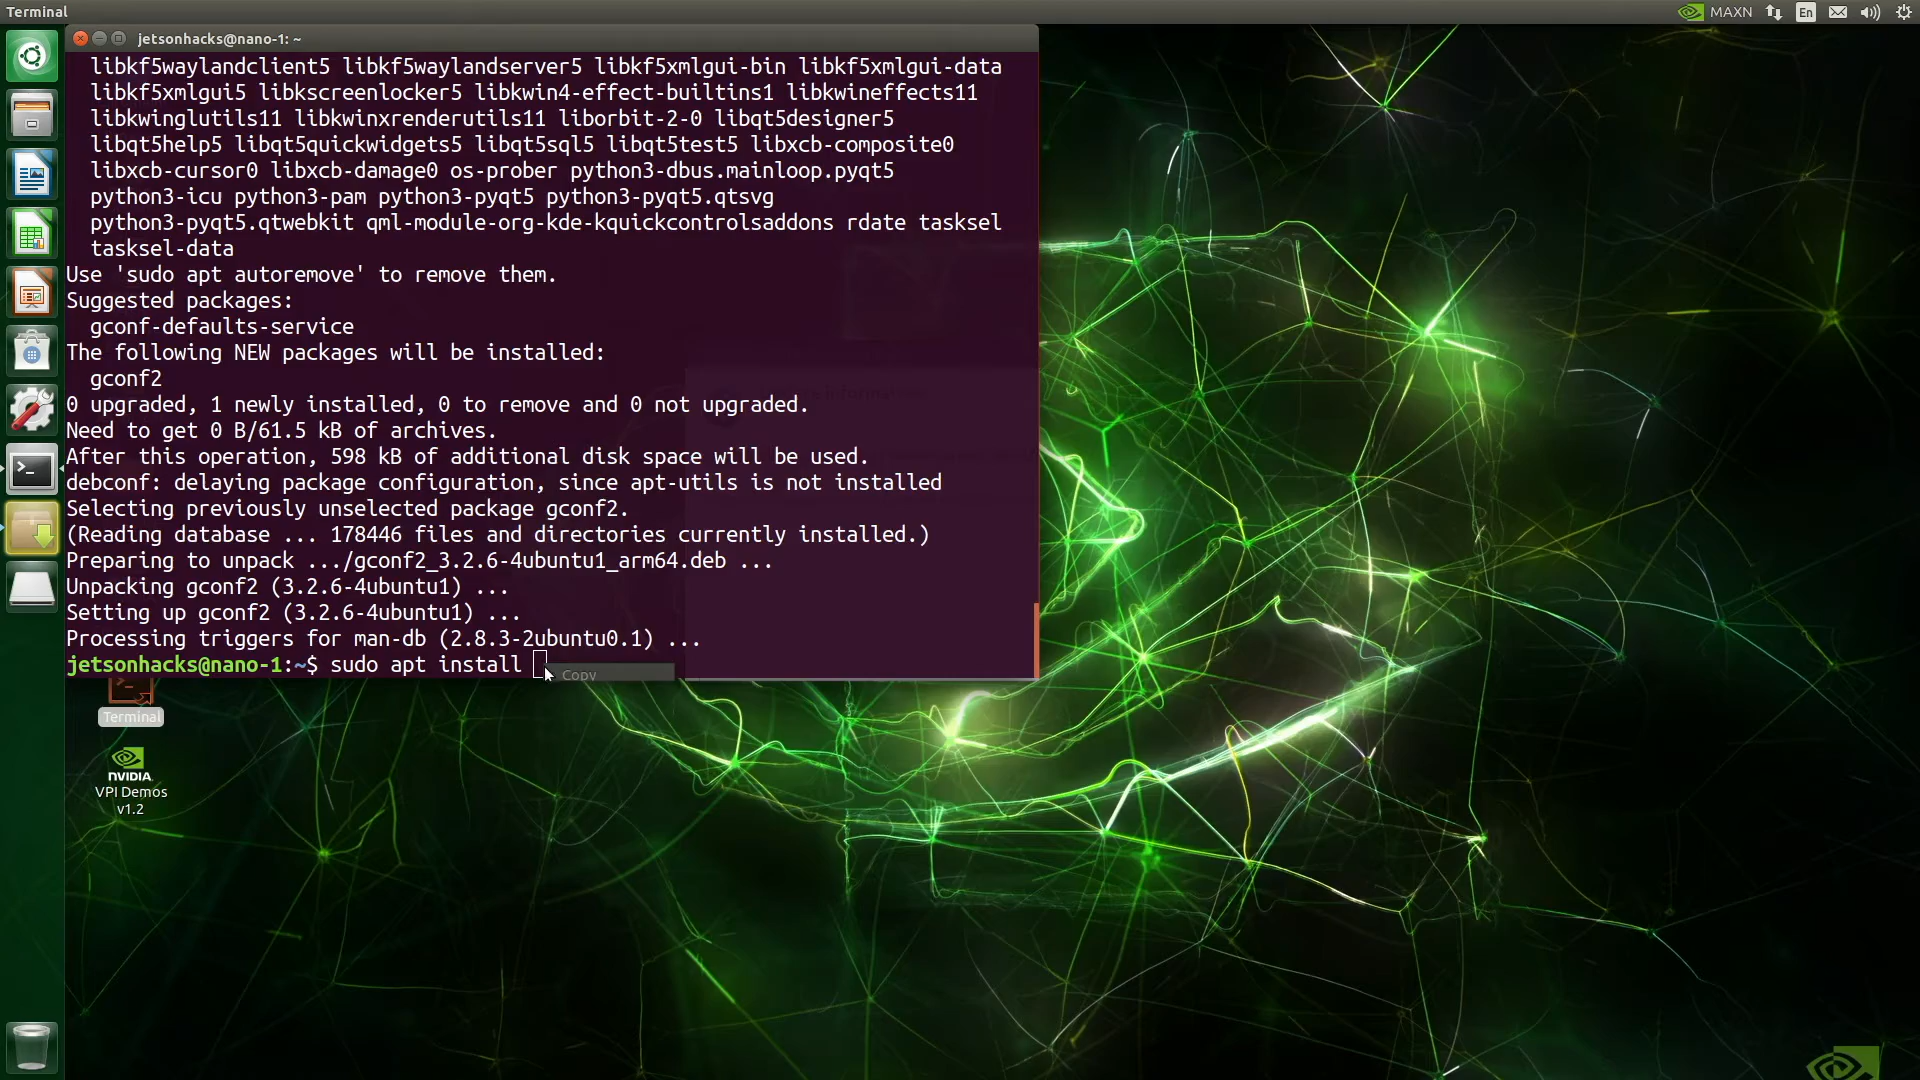 Terminal
MAXN
En
jetsonhacks@nano-1: ~
libkf5waylandclient5 libkf5waylandserver5 libkf5xmlgui-bin libkf5xmlgui-data
libkf5xmlgui5 libkscreenlocker5 libkwin4-effect-builtins1 libkwineffects11
libkwinglutils11 libkwinxrenderutils11 liborbit-2-0 libqt5designer5
libqt5help5 libqt5quickwidgets5 libqt5sql5 libqt5test5 libxcb-composite0
libxcb-cursor0 libxcb-damage0 os-prober python3-dbus.mainloop.pyqt5
python3-icu python3-pam python3-pyqt5 python3-pyqt5.qtsvg
python3-pyqt5.qtwebkit qml-module-org-kde-kquickcontrolsaddons rdate tasksel
tasksel-data
Use 'sudo apt autoremove' to remove them.
Suggested packages:
gconf-defaults-service
The following NEW packages will be installed:
gconf2
0 upgraded, 1 newly installed, 0 to remove and 0 not upgraded.
Need to get 0 B/61.5 kB of archives.
After this operation, 598 kB of additional disk space will be used.
debconf: delaying package configuration, since apt-utils is not installed
Selecting previously unselected package gconf2.
(Reading database ... 178446 files and directories currently installed.)
Preparing to unpack .../gconf2_3.2.6-4ubuntu1_arm64.deb ...
Unpacking gconf2 (3.2.6-4ubuntu1) ...
Setting up gconf2 (3.2.6-4ubuntu1) ...
Processing triggers for man-db (2.8.3-2ubuntu0.1) ...
jetsonhacks@nano-1:~$ sudo apt install
Copy
Terminal
NVIDIA.
VPI Demos
v1.2